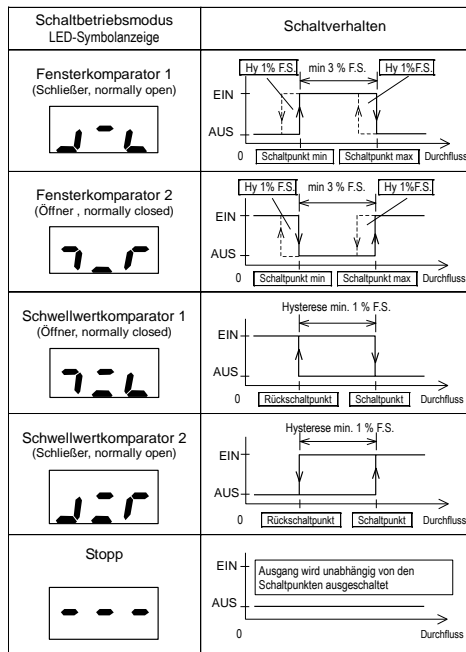 Schaltbetriebsmodus
LED-Symbolanzeige
Schaltverhalten
Fensterkomparator 1
(Schließer, normally open)
Hy 1% F.S.
min 3 % F.S.
Hy 1%F.S.
EIN
AUS
0
Schaltpunkt min
Schaltpunkt max
Durchfluss
Fensterkomparator 2
(Öffner , normally closed)
Hy 1% F.S.
min 3 % F.S.
Hy 1%F.S.
EIN
AUS
0
Schaltpunkt min
Schaltpunkt max
Durchfluss
Schwellwertkomparator 1
(Öffner, normally closed)
Hysterese min. 1 % F.S.
EIN
AUS
0
Rückschaltpunkt
Schaltpunkt
Durchfluss
Schwellwertkomparator 2
(Schließer, normally open)
Hysterese min. 1 % F.S.
EIN
AUS
0
Rückschaltpunkt
Schaltpunkt
Durchfluss
Stopp
EIN
Ausgang wird unabhängig von den
Schaltpunkten ausgeschaltet
AUS
0
Durchfluss